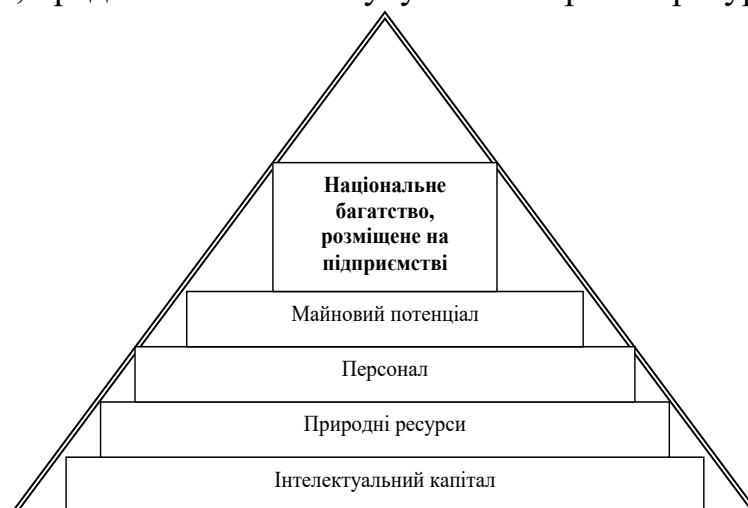 Національне
багатство,
розміщене на
підприємстві
Майновий потенціал
Персонал
Природні ресурси
Інтелектуальний капітал